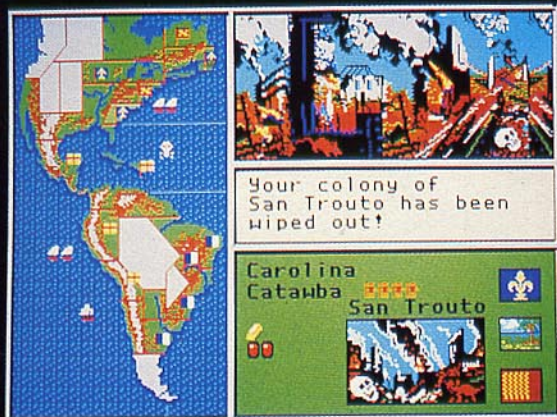 Your colony of
San Trouto has been
wiped out!
Carolina
Catawba
San Trouto